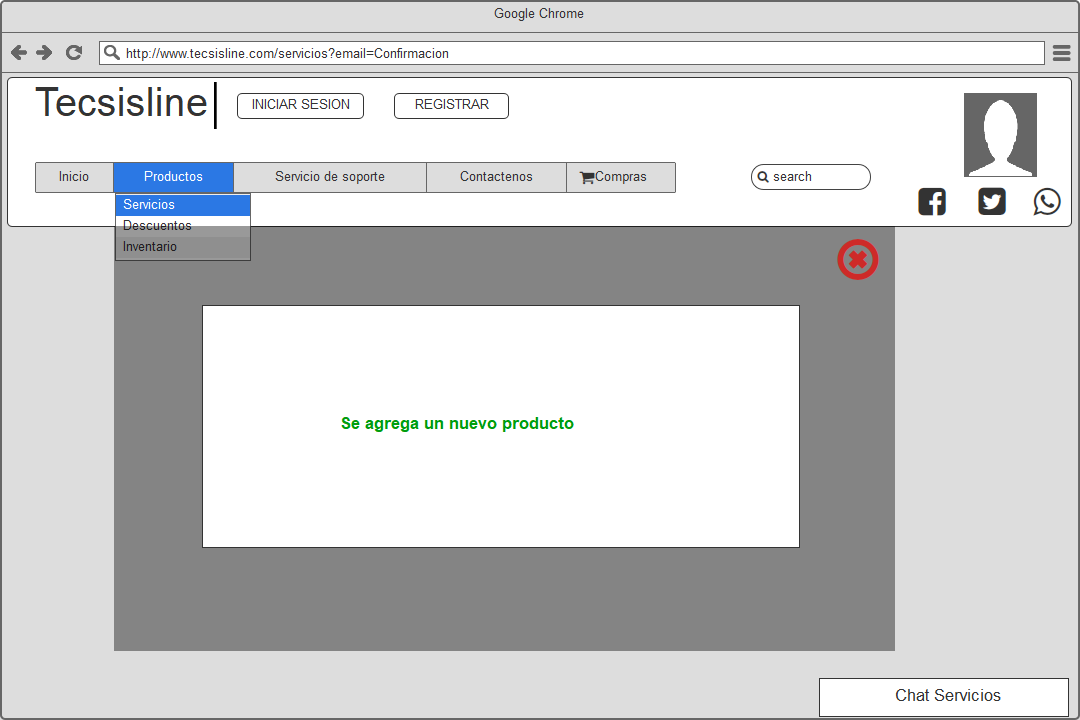 Google Chrome
http://www.tecsisline.com/servicios?email=Confirmacion
Tecsisline
INICIAR SESION
REGISTRAR
Inicio
Productos
Servicio de soporte
Contactenos
Compras
search
Servicios
Descuentos
Inventario
Se agrega un nuevo producto
Chat Servicios